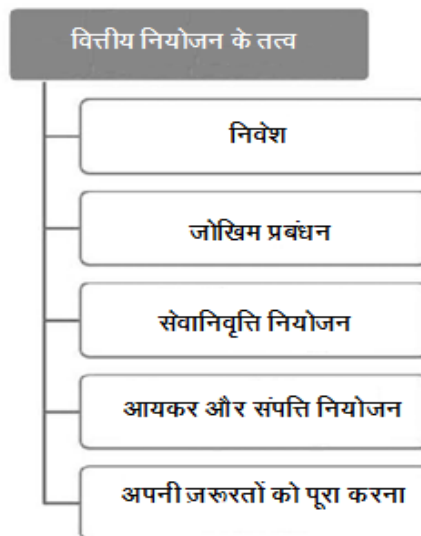 वित्तीय नियोजन के तत्व
निवेश
जोखिम प्रबंधन
सेवानिवृत्ति नियोजन
आयकर और संपत्ति नियोजन
अपनी ज़रूरतों को पूरा करना